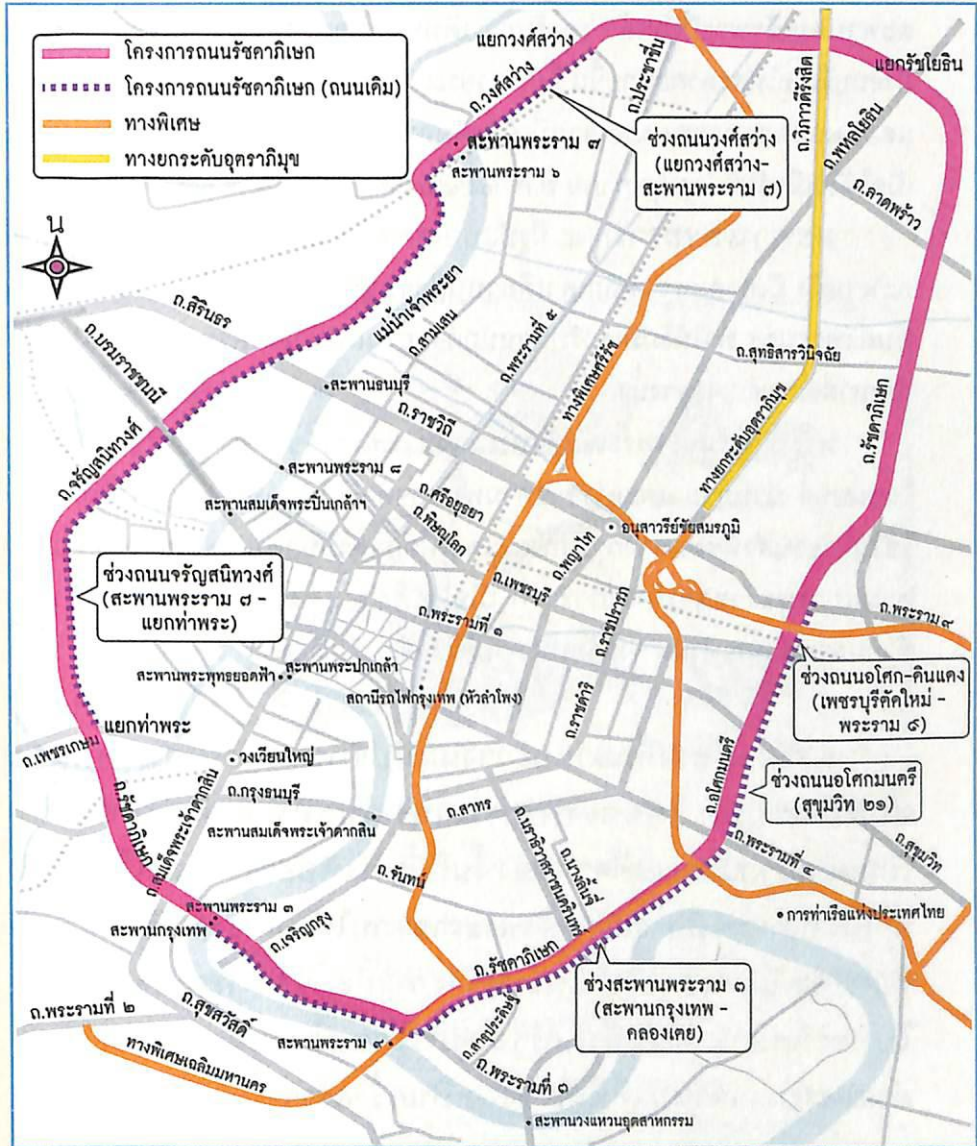 โครงการถนนรัชดาภิเษก
โครงการถนนรัชดาภิเษก (ถนนเดิม)
ทางพิเศษ
ทางยกระดับอุตราภิมุข
น
แยกวงศ์สว่าง
ถ.วงศ์สว่าง
ถ.ประชาชื่น
ถ.วิภาวดีรังสิต
แยกรัชโยธิน
ถ.พหลโยธิน
ถ.ลาดพร้าว
สะพานพระราม ๗
สะพานพระราม ๖
ช่วงถนนวงศ์สว่าง
(แยกวงศ์สว่าง-
สะพานพระราม ๗)
ถ.สิรินธร
แม่น้ำเจ้าพระยา
ถ.สามเสน
ถ.พระรามที่ ๕
ทางพิเศษศรีรัช
ถ.สุทธิสารวินิจฉัย
ถ.บรมราชชนนี
สะพานธนบุรี
ถ.ราชวิถี
ทางยกระดับอุตราภิมุข
ถ.รัชดาภิเษก
ถ.จรัญสนิทวงศ์
สะพานพระราม ๘
สะพานสมเด็จพระปิ่นเกล้าฯ
ถ.ศรีอยุธยา
ถ.พิษณุโลก
อนุสาวรีย์ชัยสมรภูมิ
ถ.พญาไท
ถ.เพชรบุรี
ถ.ราชปรารภ
ช่วงถนนจรัญสนิทวงศ์
(สะพานพระราม ๗ -
แยกท่าพระ)
ถ.พระรามที่ ๑
ถ.พระราม ๙
สะพานพระปกเกล้า
สะพานพระพุทธยอดฟ้า
สถานีรถไฟกรุงเทพ (หัวลำโพง)
ถ.ราชดำริ
ช่วงถนนอโศก-ดินแดง
(เพชรบุรีตัดใหม่ -
พระราม ๙)
แยกท่าพระ
ถ.เพชรเกษม
วงเวียนใหญ่
ถ.อโศกมนตรี
ช่วงถนนอโศกมนตรี
(สุขุมวิท ๒๑)
ถ.รัชดาภิเษก
ถ.สมเด็จพระเจ้าตากสิน
ถ.กรุงธนบุรี
สะพานสมเด็จพระเจ้าตากสิน
ถ.สาทร
ถ.พระรามที่ ๔
ถ.สุขุมวิท
ถ.นราธิวาสราชนครินทร์
ถ.นางลิ้นจี่
ถ.จันทน์
สะพานพระราม ๓
สะพานกรุงเทพ
ถ.เจริญกรุง
การท่าเรือแห่งประเทศไทย
ถ.รัชดาภิเษก
ช่วงสะพานพระราม ๓
(สะพานกรุงเทพ -
คลองเตย)
ถ.พระรามที่ ๒
ถ.สุขสวัสดิ์
ถ.สาธุประดิษฐ์
สะพานพระราม ๙
ทางพิเศษเฉลิมมหานคร
ถ.พระรามที่ ๓
สะพานวงแหวนอุตสาหกรรม